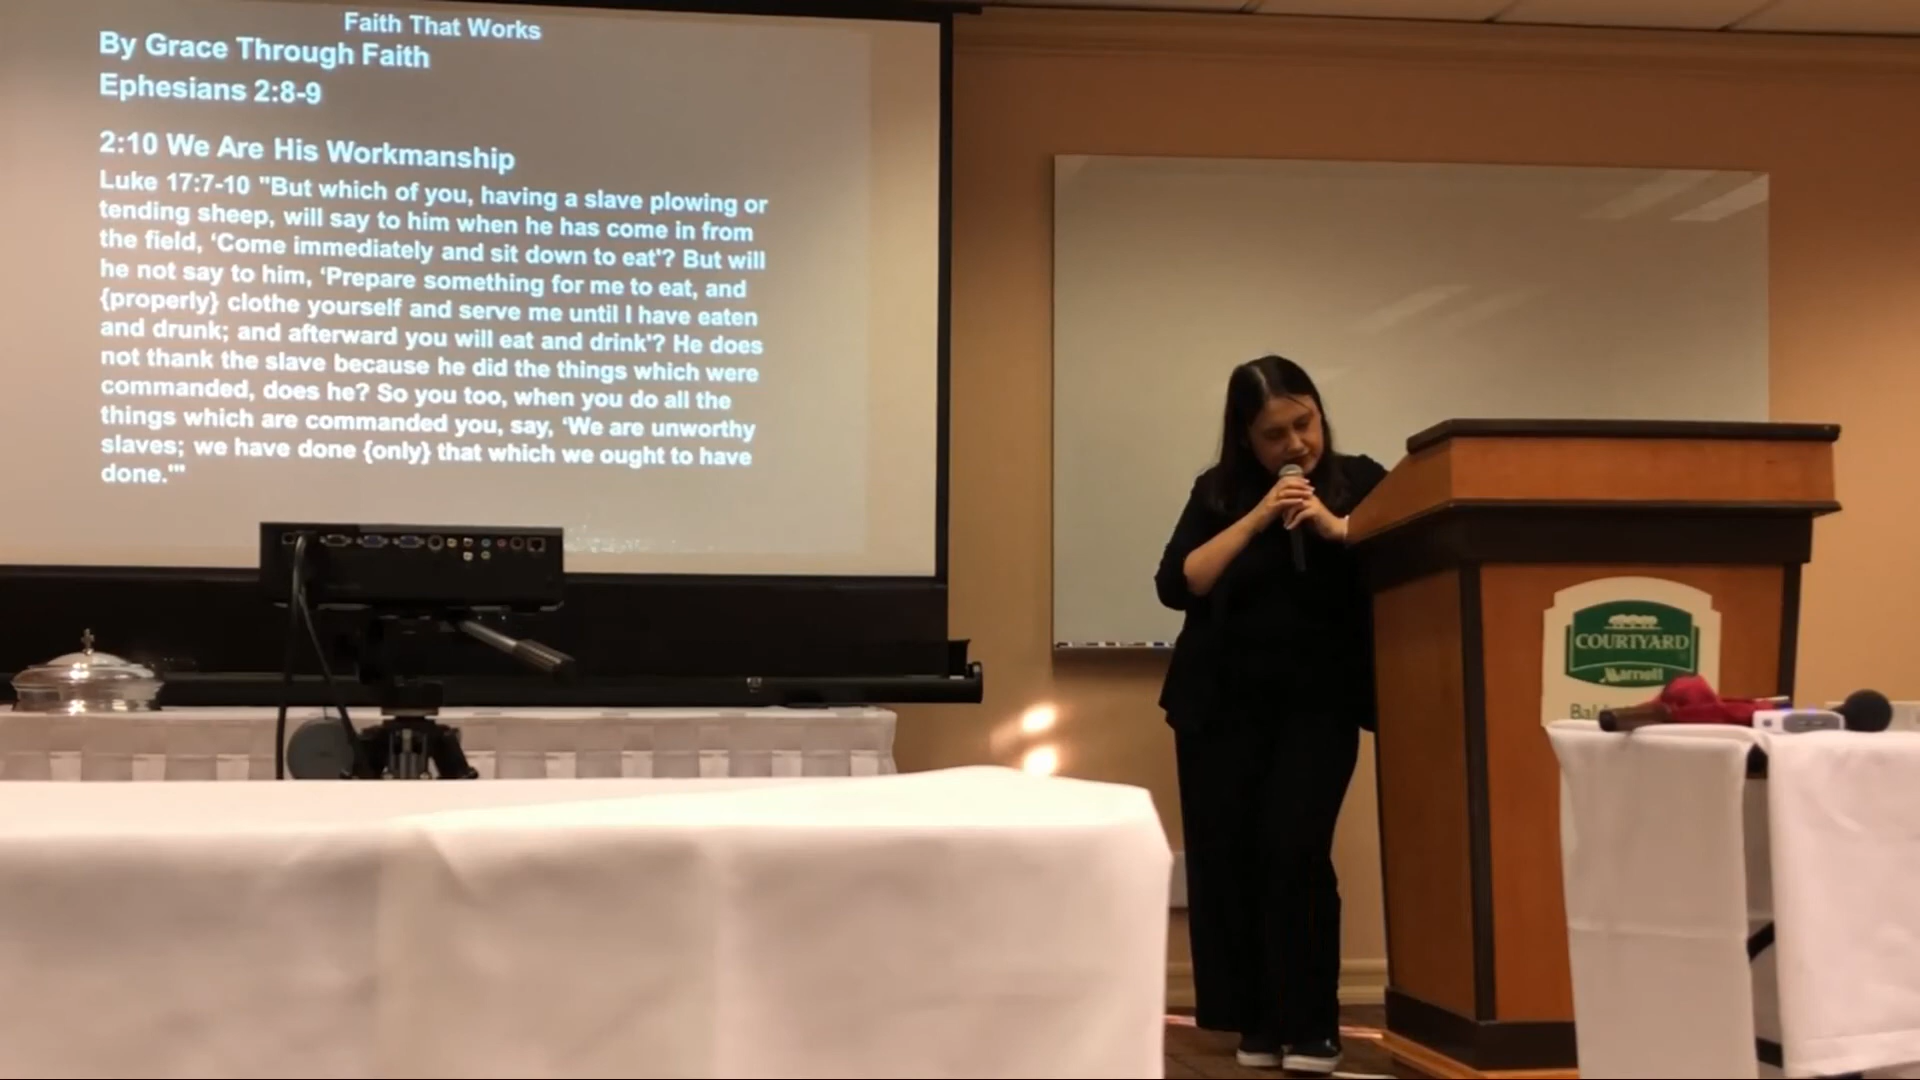 Faith That Works
By Grace Through Faith
Ephesians 2:8-9
2:10 We Are His Workmanship
Luke 17:7-10 "But which of you, having a slave plowing or
tending sheep, will say to him when he has come in from
the field, ‘Come immediately and sit down to eat'? But will
he not say to him, ‘Prepare something for me to eat, and
{properly} clothe yourself and serve me until I have eaten
and drunk; and afterward you will eat and drink'? He does
not thank the slave because he did the things which were
commanded, does he? So you too, when you do all the
things which are commanded you, say, ‘We are unworthy
slaves; we have done {only} that which we ought to have
done.'"
COURTYARD
Marriott